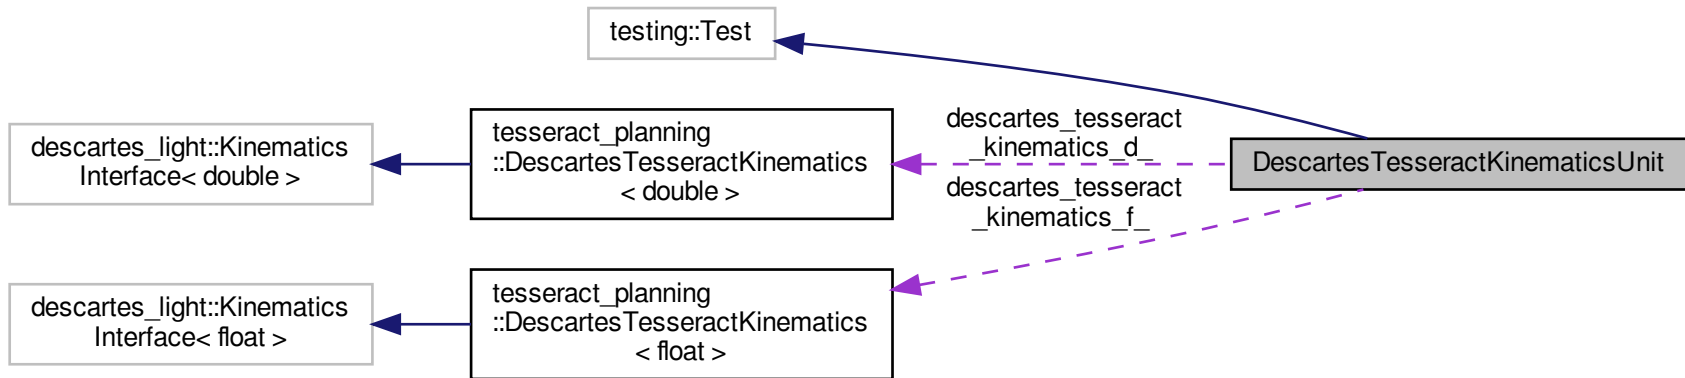 testing::Test
descartes_light::Kinematics
Interface< double >
tesseract_planning
::DescartesTesseractKinematics
< double >
descartes_tesseract
_kinematics_d_
descartes_tesseract
_kinematics_f_
DescartesTesseractKinematicsUnit
descartes_light::Kinematics
Interface< float >
tesseract_planning
::DescartesTesseractKinematics
< float >